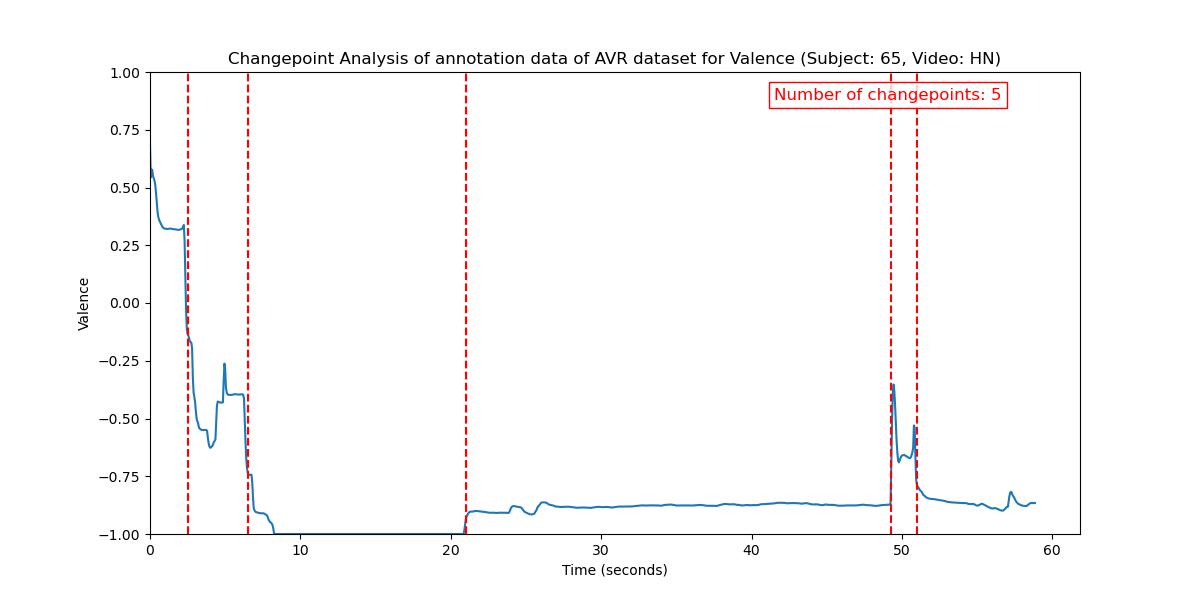 Changepoint Analysis of annotation data of AVR dataset for Valence (Subject: 65, Video: HN)
Number of changepoints: 5
1.00
0.75
0.50
0.25
0.00
−0.25
−0.50
−0.75
−1.00
Valence
0 10 20 30 40 50 60
Time (seconds)